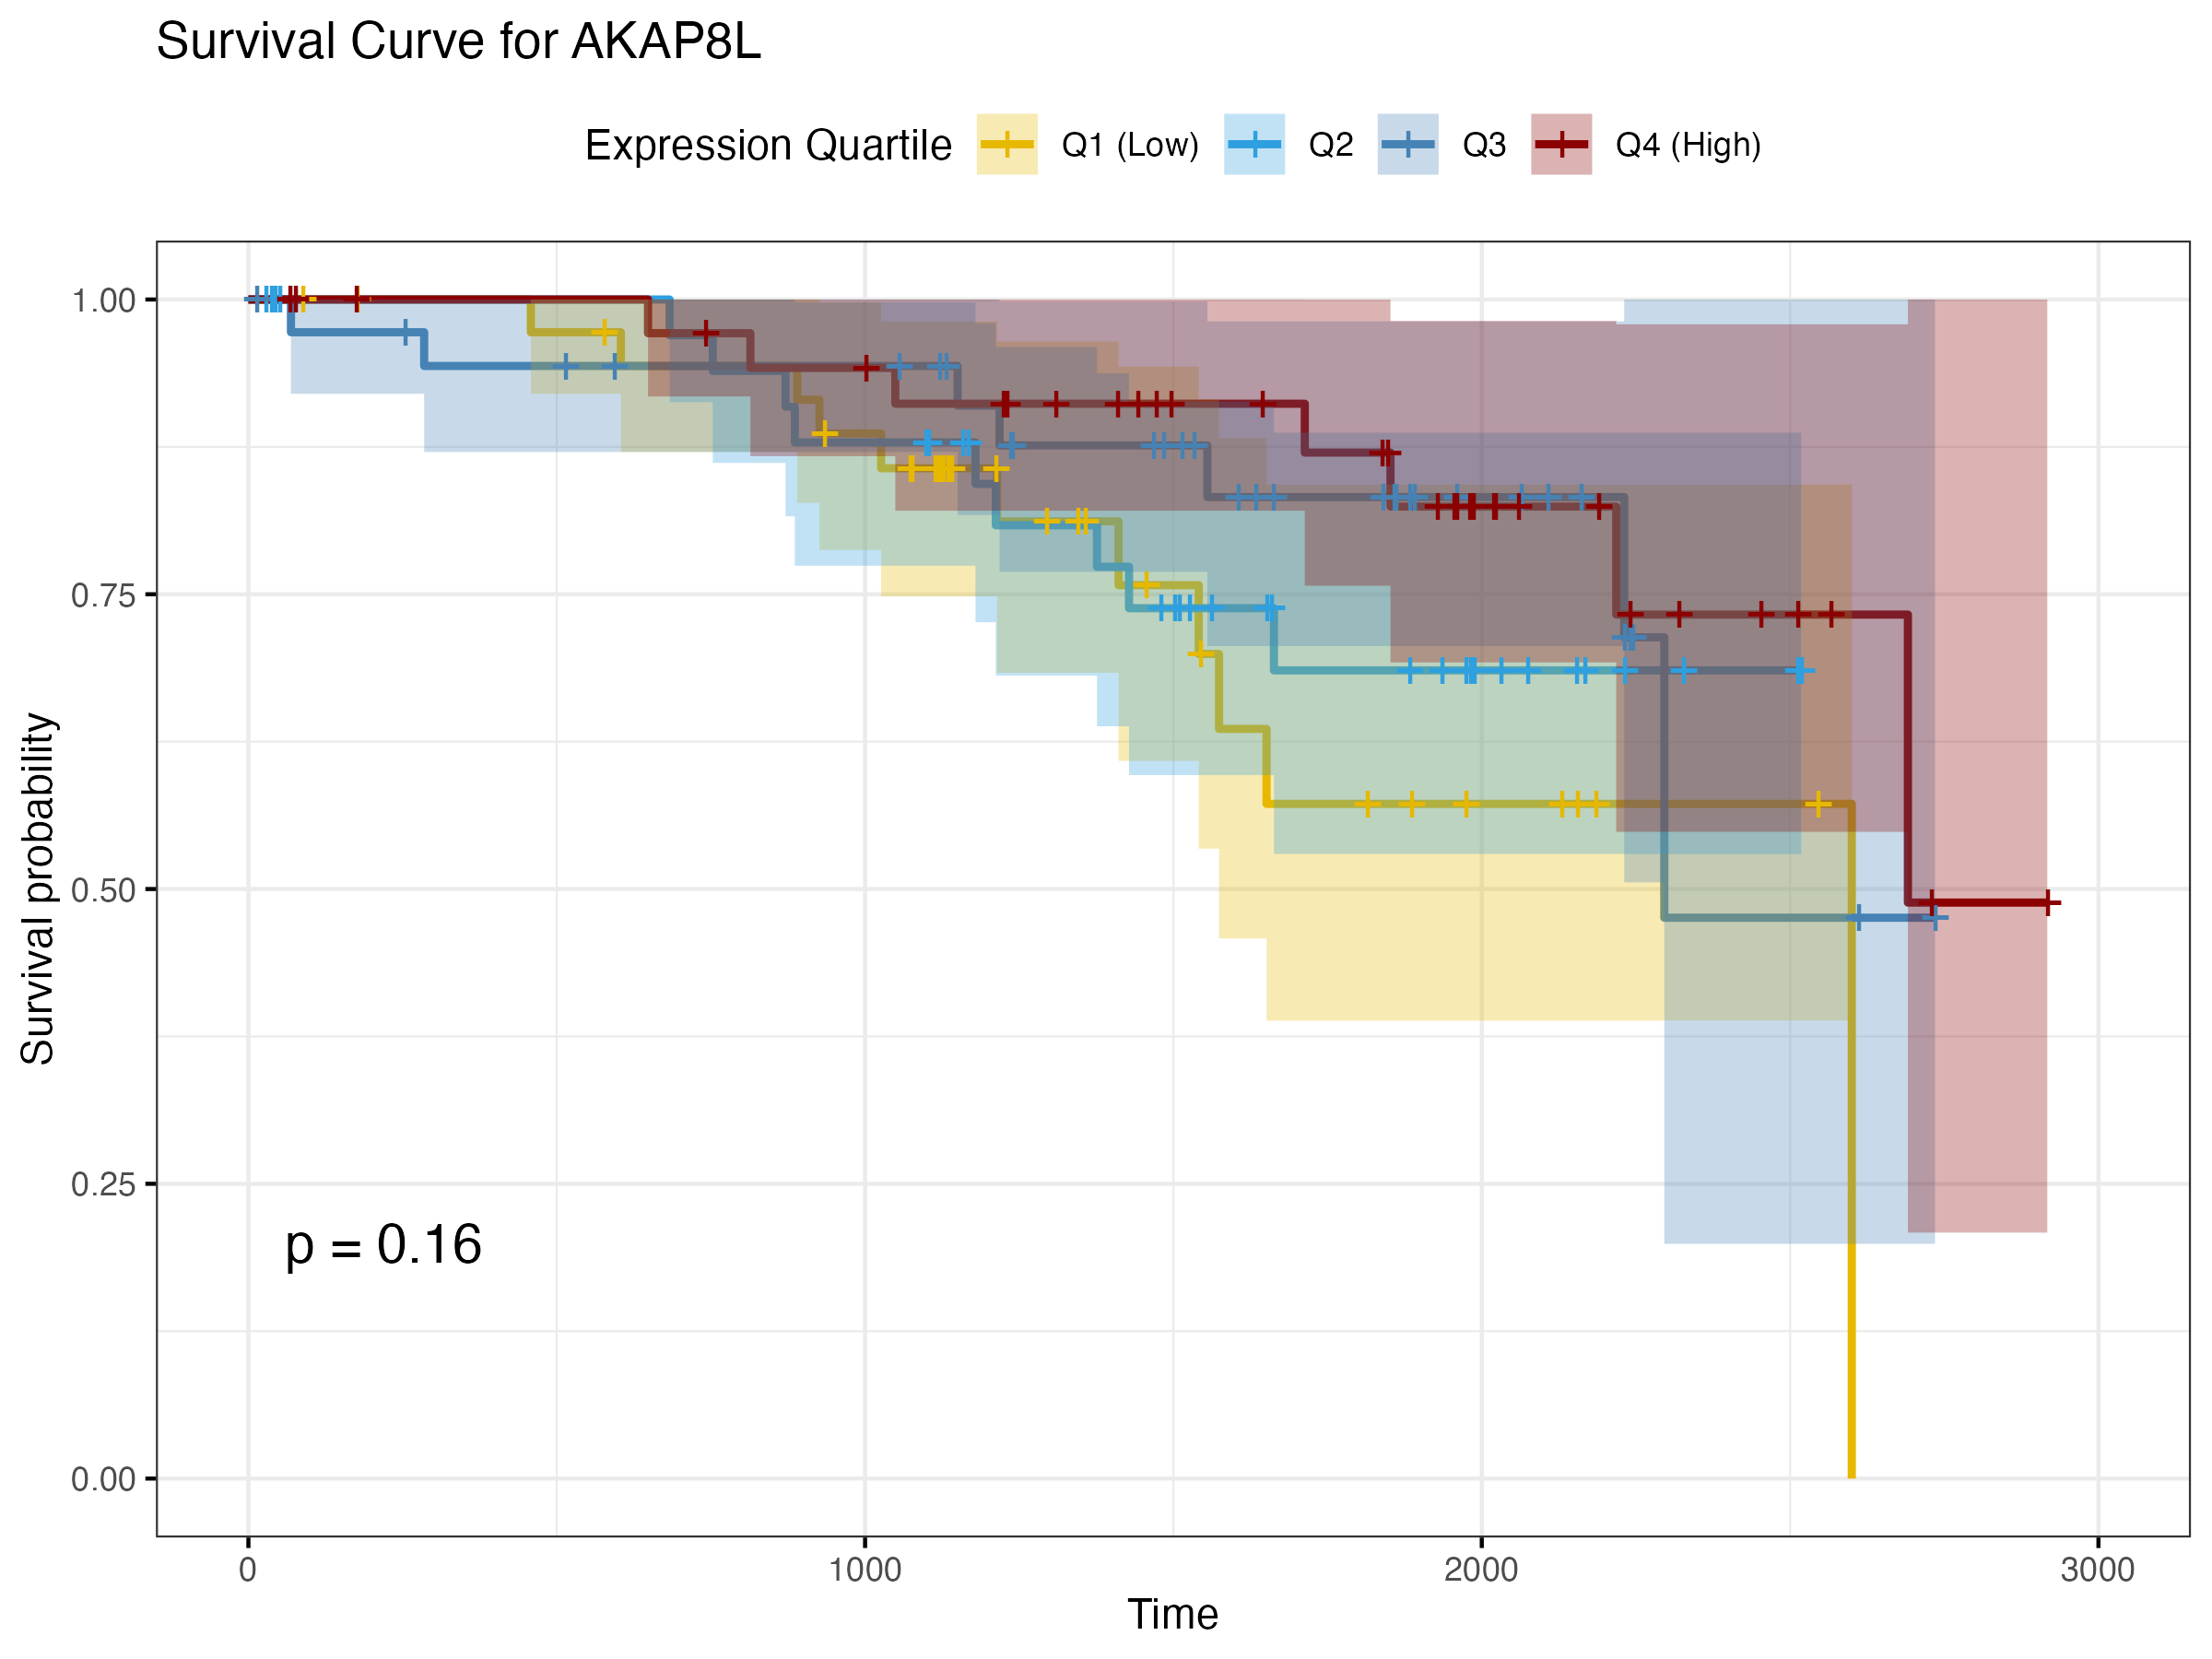 Survival Curve for AKAP8L
Expression Quartile Q1 (Low) Q2 Q3 Q4 (High)
1.00
0.75
0.50
0.25
0.00
Survival probability
p = 0.16
0 1000 2000 3000
Time